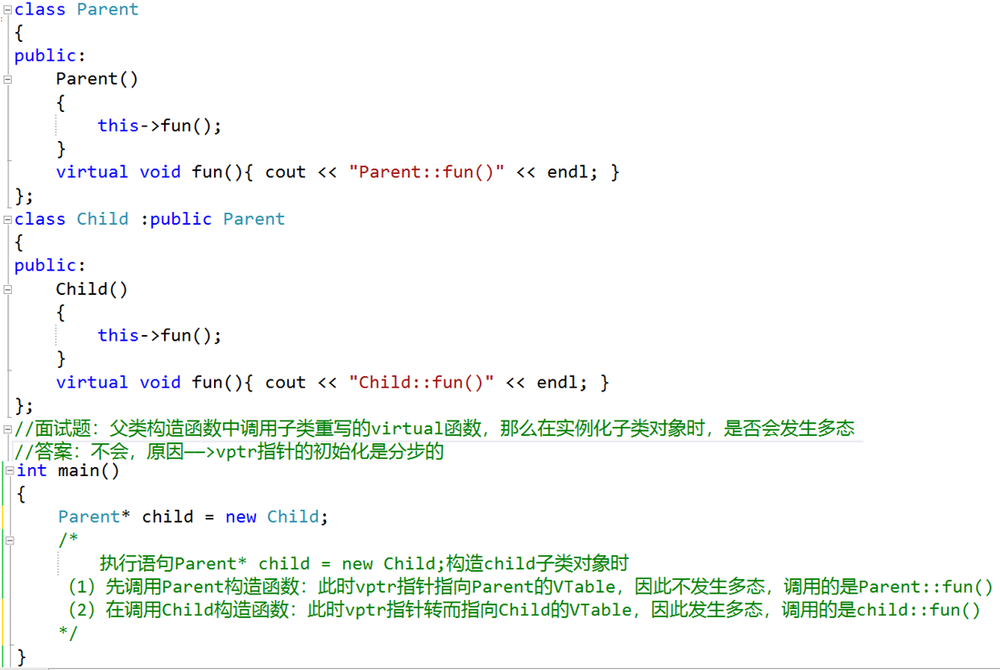 class Parent
{
public:
    Parent()
    {
        this->fun();
    }
    virtual void fun(){ cout << "Parent::fun()" << endl; }
};
class Child :public Parent
{
public:
    Child()
    {
        this->fun();
    }
    virtual void fun(){ cout << "Child::fun()" << endl; }
};
//面试题：父类构造函数中调用子类重写的virtual函数，那么在实例化子类对象时，是否会发生多态
//答案：不会，原因——>vptr指针的初始化是分步的
int main()
{
    Parent* child = new Child;
    /*
        执行语句Parent* child = new Child;构造child子类对象时
    （1）先调用Parent构造函数：此时vptr指针指向Parent的VTable，因此不发生多态，调用的是Parent::fun()
    （2）在调用Child构造函数：此时vptr指针转而指向Child的VTable，因此发生多态，调用的是child::fun()
    */
}